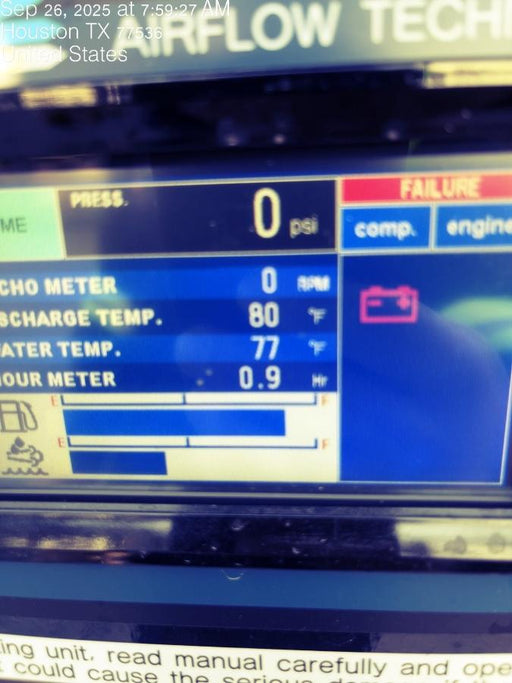 Sep 26, 2025 at 7:59:27 AM
Houston TX 77536
United States
AIRFLOW TECH
ME
PRESS.
0 psi
FAILURE
comp. engine
CHO METER 0 RPM
SCHARGE TEMP. 80 °F
ATER TEMP. 77 °F
OUR METER 0.9 Hr
E F
E F
ting unit, read manual carefully and ope
could cause the serious